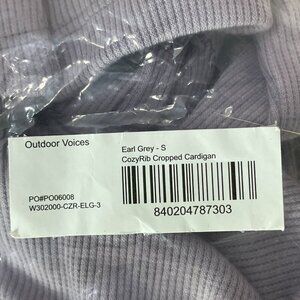 Outdoor Voices
Earl Grey - S
CozyRib Cropped Cardigan
PO#PO06008
W302000-CZR-ELG-3
840204787303